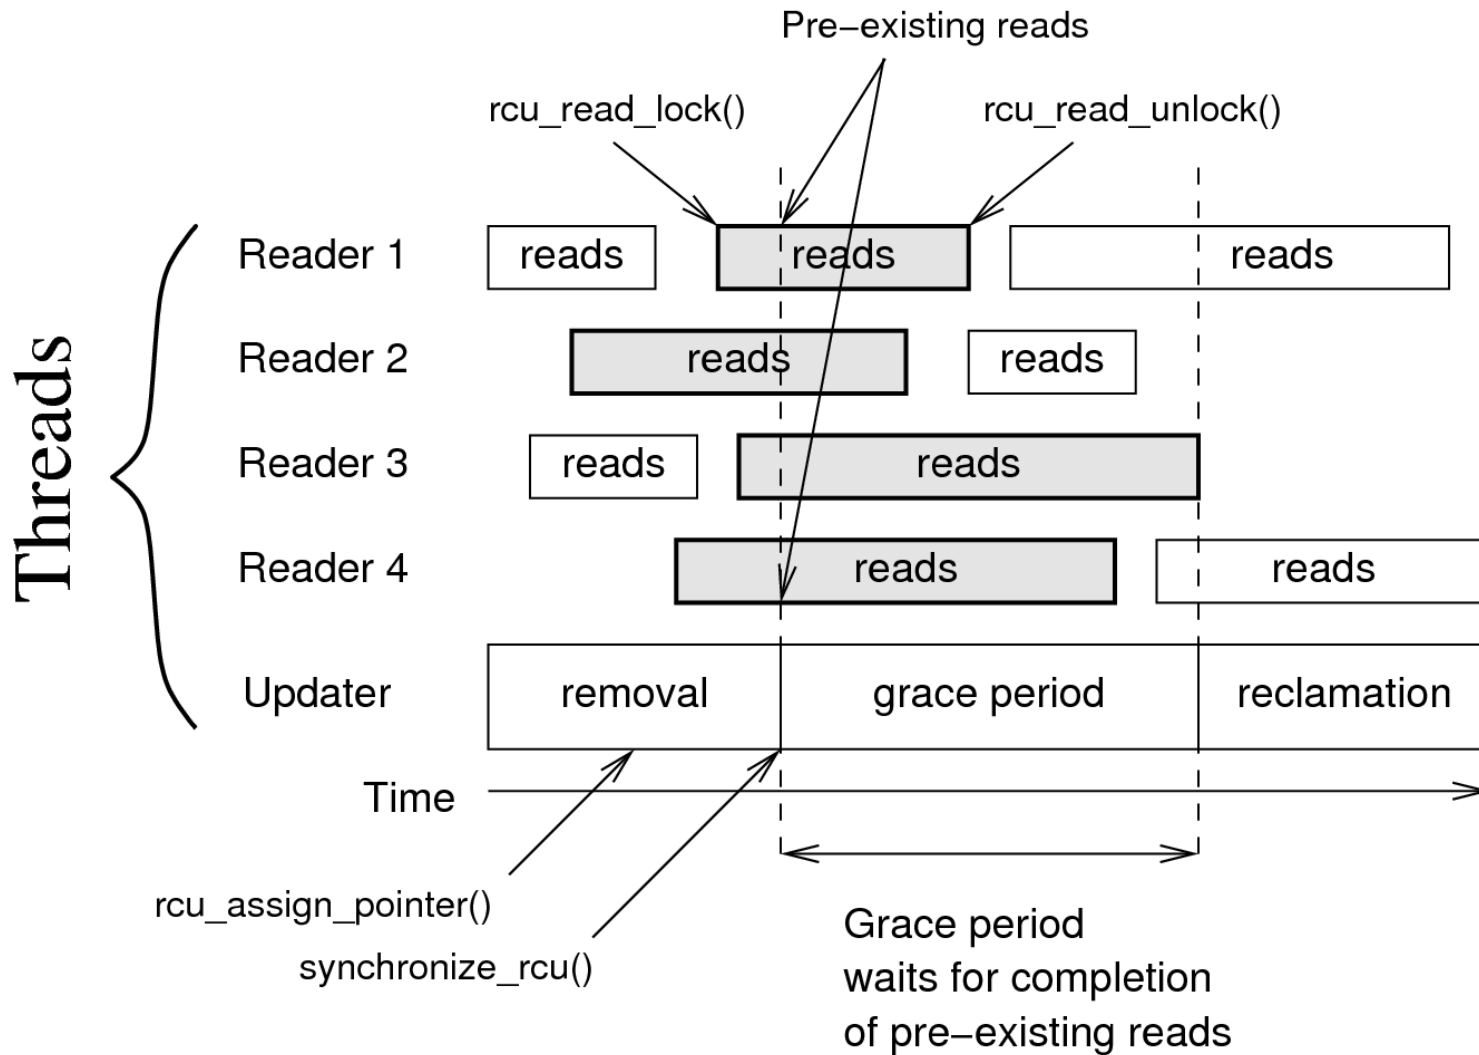 Pre−existing reads
rcu_read_lock()
rcu_read_unlock()
Threads
Reader 1
reads
reads
reads
Reader 2
reads
reads
Reader 3
reads
reads
Reader 4
reads
reads
Updater
removal
grace period
reclamation
Time
rcu_assign_pointer()
synchronize_rcu()
Grace period
waits for completion
of pre−existing reads